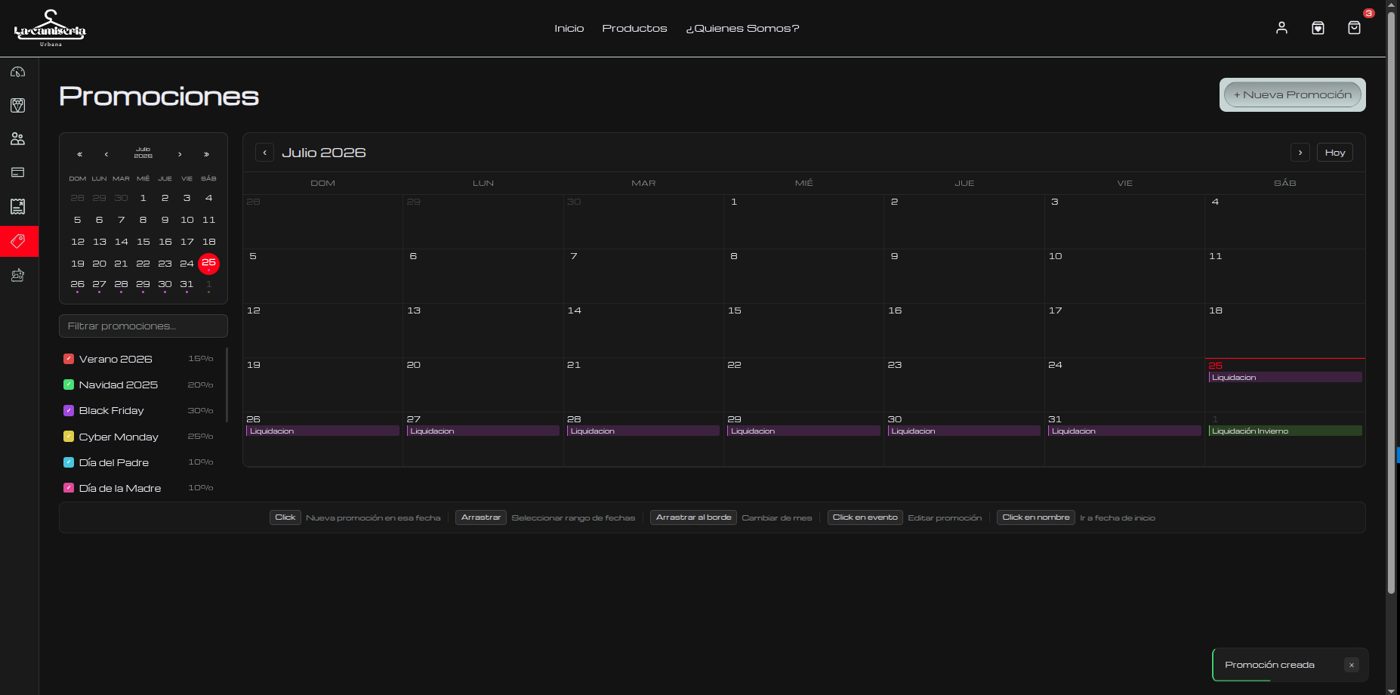 La camiseria
Urbana
Inicio Productos ¿Quienes Somos?
3
Promociones
+ Nueva Promoción
« ‹ Julio 2026 › »
DOM LUN MAR MIÉ JUE VIE SÁB
28 29 30 1 2 3 4
5 6 7 8 9 10 11
12 13 14 15 16 17 18
19 20 21 22 23 24 25
26 27 28 29 30 31 1
Filtrar promociones...
Verano 2026 15%
Navidad 2025 20%
Black Friday 30%
Cyber Monday 25%
Día del Padre 10%
Día de la Madre 10%
‹ Julio 2026 › Hoy
DOM LUN MAR MIÉ JUE VIE SÁB
28 29 30 1 2 3 4
5 6 7 8 9 10 11
12 13 14 15 16 17 18
19 20 21 22 23 24 25
Liquidacion
26 27 28 29 30 31 1
Liquidacion Liquidacion Liquidacion Liquidacion Liquidacion Liquidacion Liquidación Invierno
Click Nueva promoción en esa fecha Arrastrar Seleccionar rango de fechas Arrastrar al borde Cambiar de mes Click en evento Editar promoción Click en nombre Ir a fecha de inicio
Promoción creada ×